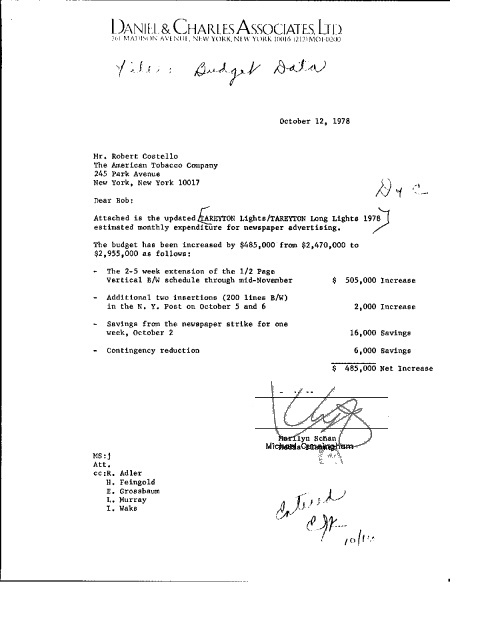 DANIEL & CHARLES ASSOCIATES, LTD.
261 MADISON AVENUE, NEW YORK, NEW YORK 10016 (212) MO1-0200
File: Budget Data
October 12, 1978
Mr. Robert Costello
The American Tobacco Company
245 Park Avenue
New York, New York 10017
D & C
Dear Bob:
Attached is the updated TAREYTON Lights/TAREYTON Long Lights 1978
estimated monthly expenditure for newspaper advertising.
The budget has been increased by $485,000 from $2,470,000 to
$2,955,000 as follows:
- The 2-5 week extension of the 1/2 Page
Vertical B/W schedule through mid-November $ 505,000 Increase
- Additional two insertions (200 lines B/W)
in the N. Y. Post on October 5 and 6 2,000 Increase
- Savings from the newspaper strike for one
week, October 2 16,000 Savings
- Contingency reduction 6,000 Savings
$ 485,000 Net Increase
Marilyn Schan
Michael Cunningham
MS:j
Att.
cc:R. Adler
H. Feingold
E. Grossbaum
L. Murray
I. Waks
Entered
10/